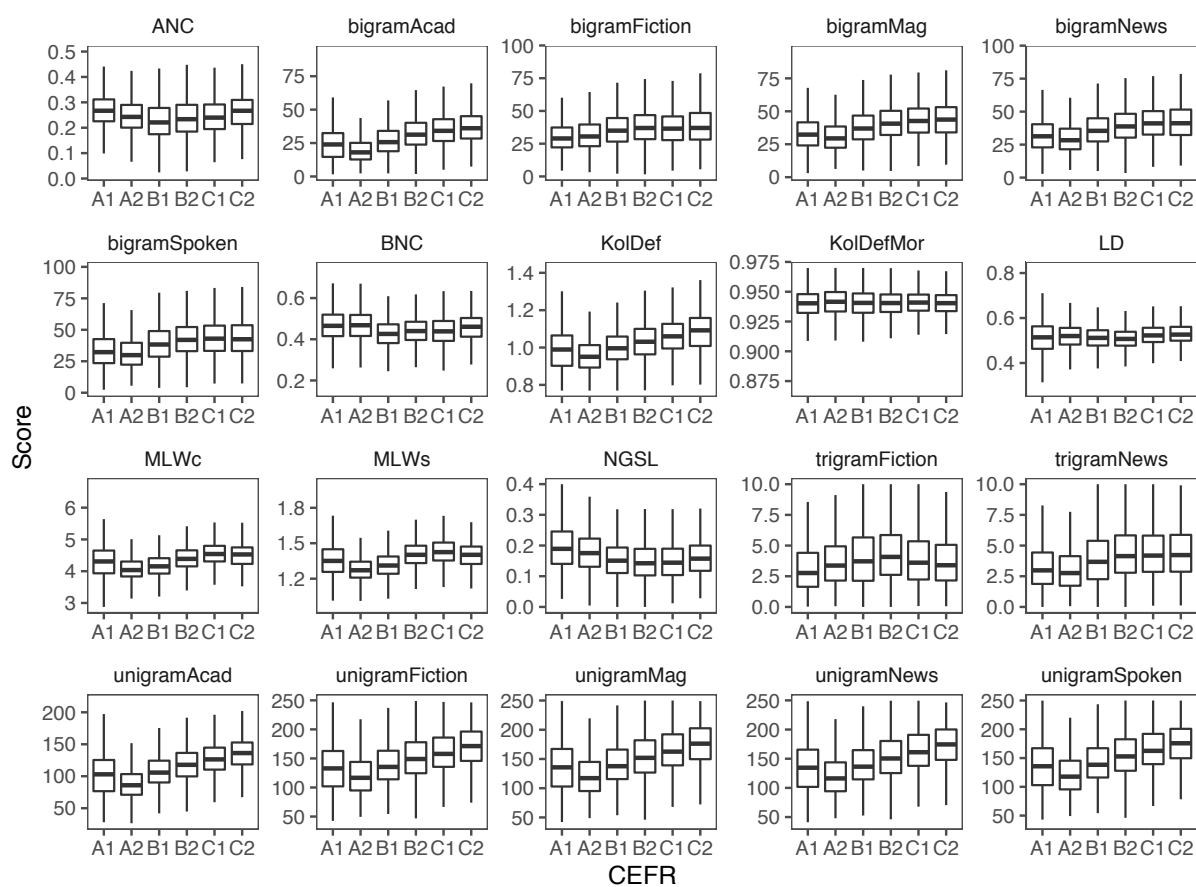 ANC bigramAcad bigramFiction bigramMag bigramNews
0.5 0.4 0.3 0.2 0.1 0.0
75 50 25 0
100 75 50 25 0
75 50 25 0
100 75 50 25 0
A1 A2 B1 B2 C1 C2 A1 A2 B1 B2 C1 C2 A1 A2 B1 B2 C1 C2 A1 A2 B1 B2 C1 C2 A1 A2 B1 B2 C1 C2
bigramSpoken BNC KolDef KolDefMor LD
100 75 50 25 0
0.6 0.4 0.2
1.4 1.2 1.0 0.8
0.975 0.950 0.925 0.900 0.875
0.8 0.6 0.4
A1 A2 B1 B2 C1 C2 A1 A2 B1 B2 C1 C2 A1 A2 B1 B2 C1 C2 A1 A2 B1 B2 C1 C2 A1 A2 B1 B2 C1 C2
Score
MLWc MLWs NGSL trigramFiction trigramNews
6 5 4 3
1.8 1.5 1.2
0.4 0.3 0.2 0.1 0.0
10.0 7.5 5.0 2.5 0.0
10.0 7.5 5.0 2.5 0.0
A1 A2 B1 B2 C1 C2 A1 A2 B1 B2 C1 C2 A1 A2 B1 B2 C1 C2 A1 A2 B1 B2 C1 C2 A1 A2 B1 B2 C1 C2
unigramAcad unigramFiction unigramMag unigramNews unigramSpoken
200 150 100 50
250 200 150 100 50
250 200 150 100 50
250 200 150 100 50
250 200 150 100 50
A1 A2 B1 B2 C1 C2 A1 A2 B1 B2 C1 C2 A1 A2 B1 B2 C1 C2 A1 A2 B1 B2 C1 C2 A1 A2 B1 B2 C1 C2
CEFR